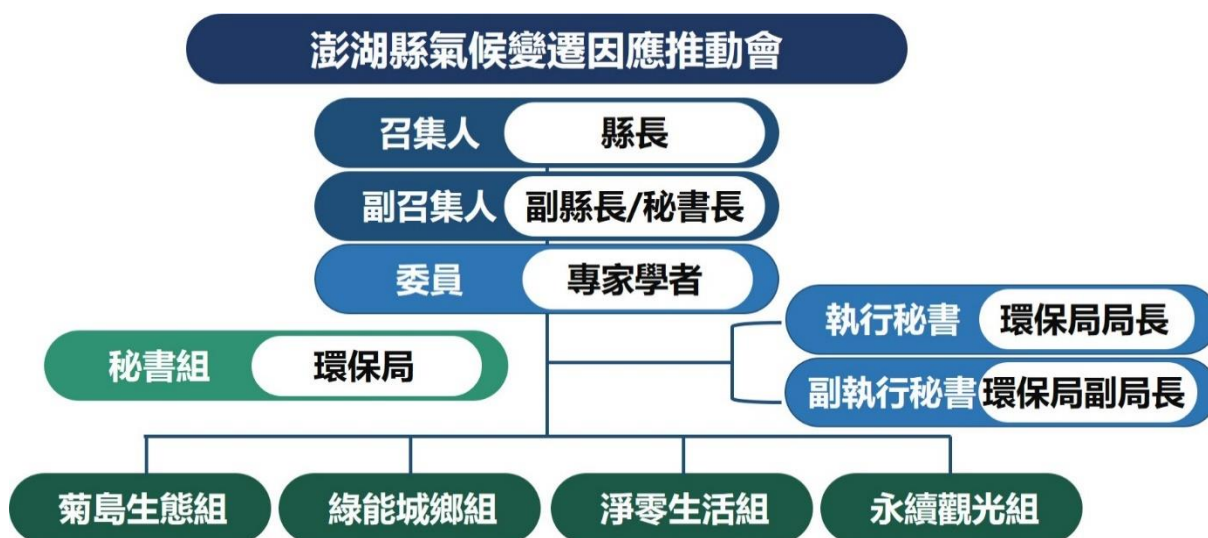 澎湖縣氣候變遷因應推動會
召集人 縣長
副召集人 副縣長/秘書長
委員 專家學者
執行秘書 環保局局長
秘書組 環保局
副執行秘書 環保局副局長
菊島生態組 綠能城鄉組 淨零生活組 永續觀光組